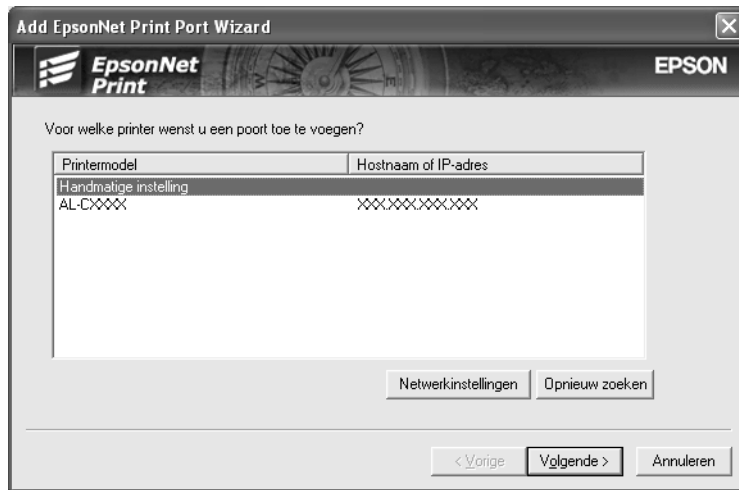 Add EpsonNet Print Port Wizard
EpsonNet
Print
EPSON
Voor welke printer wenst u een poort toe te voegen?
Printermodel Hostnaam of IP-adres
Handmatige instelling
AL-CXXXX XXX.XXX.XXX.XXX
Netwerkinstellingen Opnieuw zoeken
< Vorige Volgende > Annuleren